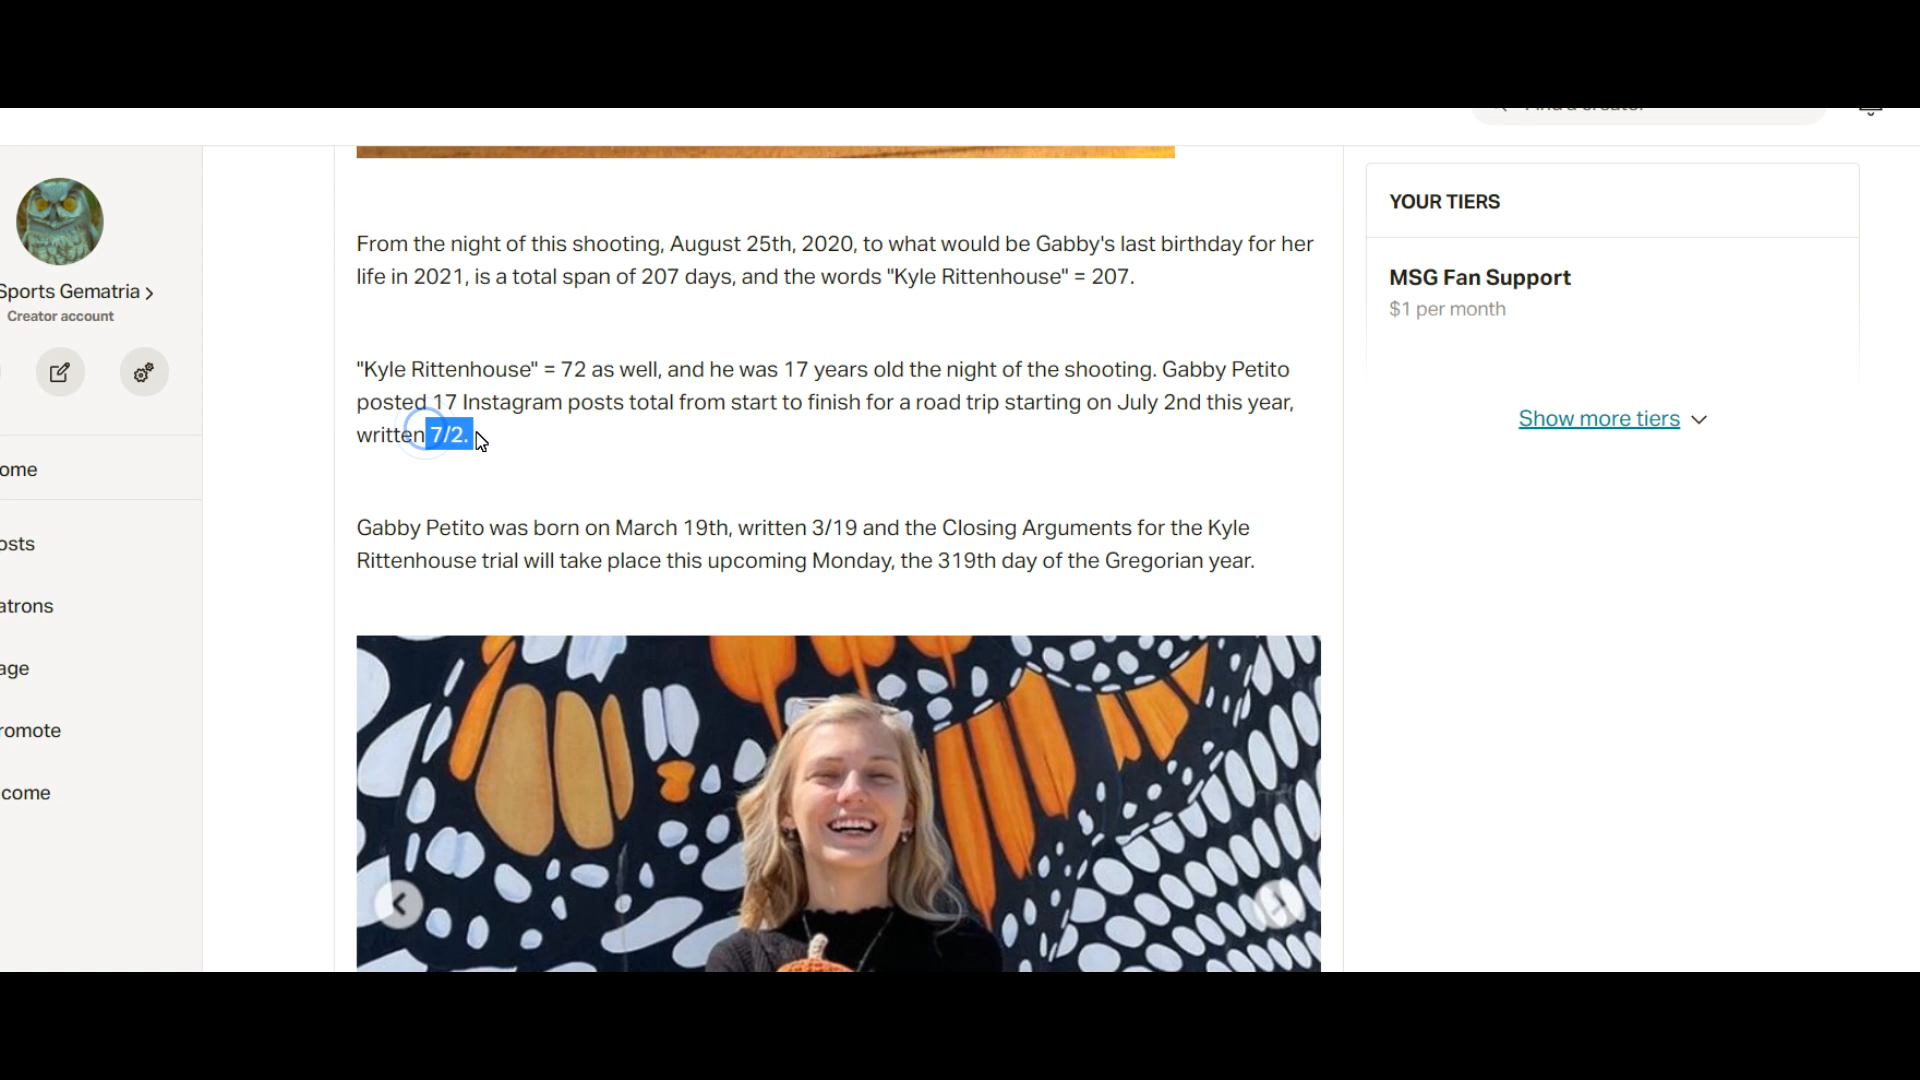 Sports Gematria
Creator account
ome
osts
atrons
age
romote
come
From the night of this shooting, August 25th, 2020, to what would be Gabby's last birthday for her
life in 2021, is a total span of 207 days, and the words "Kyle Rittenhouse" = 207.
"Kyle Rittenhouse" = 72 as well, and he was 17 years old the night of the shooting. Gabby Petito
posted 17 Instagram posts total from start to finish for a road trip starting on July 2nd this year,
written 7/2.
Gabby Petito was born on March 19th, written 3/19 and the Closing Arguments for the Kyle
Rittenhouse trial will take place this upcoming Monday, the 319th day of the Gregorian year.
YOUR TIERS
MSG Fan Support
$1 per month
Show more tiers